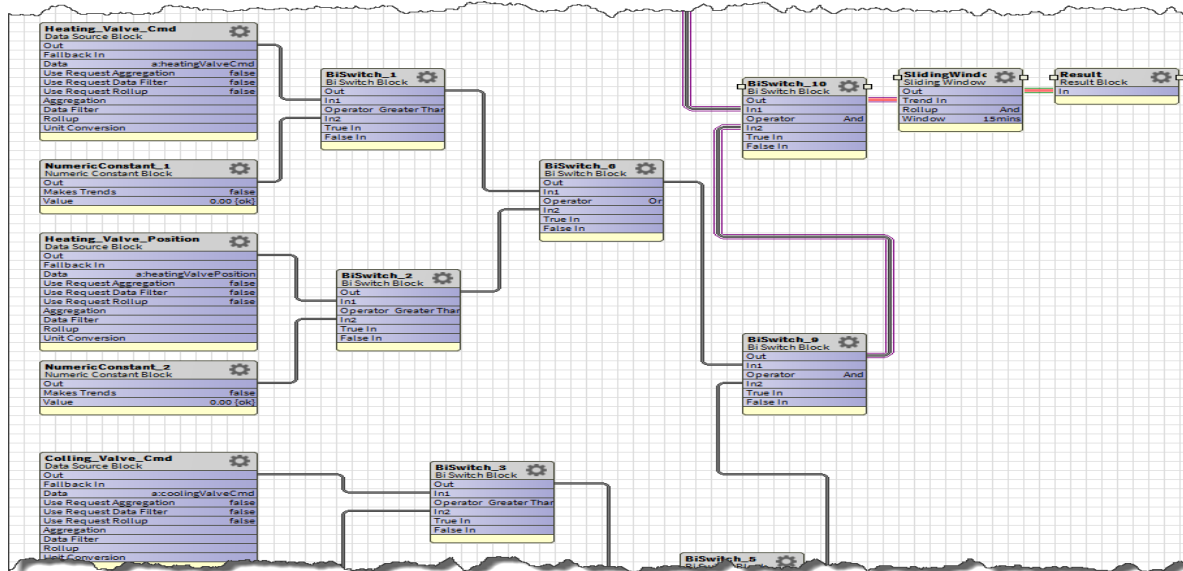 Heating_Valve_Cmd
Data Source Block
Out
Fallback In
Data a:heatingValveCmd
Use Request Aggregation false
Use Request Data Filter false
Use Request Rollup false
Aggregation
Data Filter
Rollup
Unit Conversion
NumericConstant_1
Numeric Constant Block
Out
Makes Trends false
Value 0.00 {ok}
Heating_Valve_Position
Data Source Block
Out
Fallback In
Data a:heatingValvePosition
Use Request Aggregation false
Use Request Data Filter false
Use Request Rollup false
Aggregation
Data Filter
Rollup
Unit Conversion
NumericConstant_2
Numeric Constant Block
Out
Makes Trends false
Value 0.00 {ok}
Colling_Valve_Cmd
Data Source Block
Out
Fallback In
Data a:coolingValveCmd
Use Request Aggregation false
Use Request Data Filter false
Use Request Rollup false
Aggregation
Data Filter
Rollup
Unit Conversion
BiSwitch_1
Bi Switch Block
Out
In1
Operator Greater Than
In2
True In
False In
BiSwitch_2
Bi Switch Block
Out
In1
Operator Greater Than
In2
True In
False In
BiSwitch_3
Bi Switch Block
Out
In1
Operator Greater Than
In2
True In
False In
BiSwitch_6
Bi Switch Block
Out
In1
Operator Or
In2
True In
False In
BiSwitch_10
Bi Switch Block
Out
In1
Operator And
In2
True In
False In
BiSwitch_9
Bi Switch Block
Out
In1
Operator And
In2
True In
False In
BiSwitch_5
Bi Switch Block
SlidingWindo
Sliding Window
Out
Trend In
Rollup And
Window 15mins
Result
Result Block
In